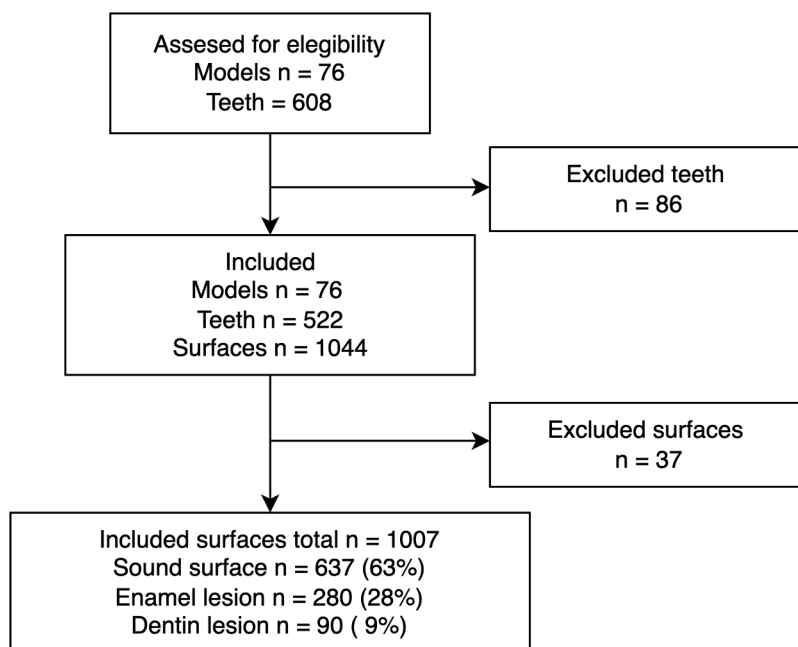 Assesed for elegibility
Models n = 76
Teeth = 608
Excluded teeth
n = 86
Included
Models n = 76
Teeth n = 522
Surfaces n = 1044
Excluded surfaces
n = 37
Included surfaces total n = 1007
Sound surface n = 637 (63%)
Enamel lesion n = 280 (28%)
Dentin lesion n = 90 ( 9%)